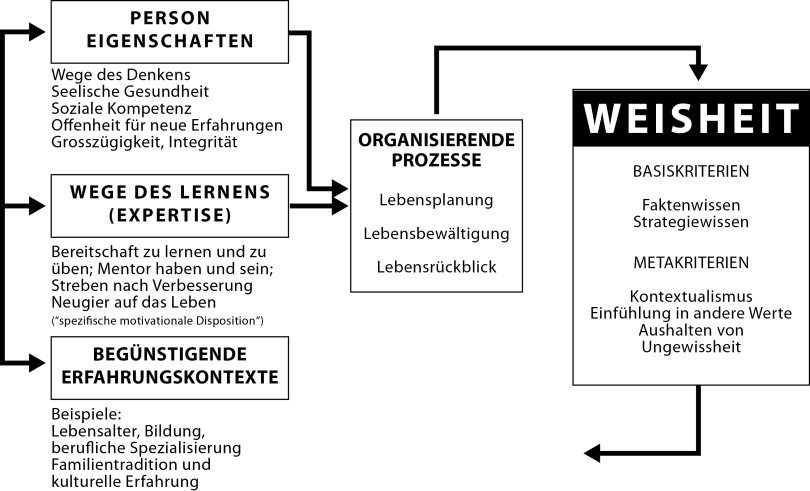 PERSON
EIGENSCHAFTEN
Wege des Denkens
Seelische Gesundheit
Soziale Kompetenz
Offenheit für neue Erfahrungen
Grosszügigkeit, Integrität
WEGE DES LERNENS
(EXPERTISE)
Bereitschaft zu lernen und zu
üben; Mentor haben und sein;
Streben nach Verbesserung
Neugier auf das Leben
(“spezifische motivationale Disposition“)
BEGÜNSTIGENDE
ERFAHRUNGSKONTEXTE
Beispiele:
Lebensalter, Bildung,
berufliche Spezialisierung
Familientradition und
kulturelle Erfahrung
ORGANISIERENDE
PROZESSE
Lebensplanung
Lebensbewältigung
Lebensrückblick
WEISHEIT
BASISKRITERIEN
Faktenwissen
Strategiewissen
METAKRITERIEN
Kontextualismus
Einfühlung in andere Werte
Aushalten von
Ungewissheit